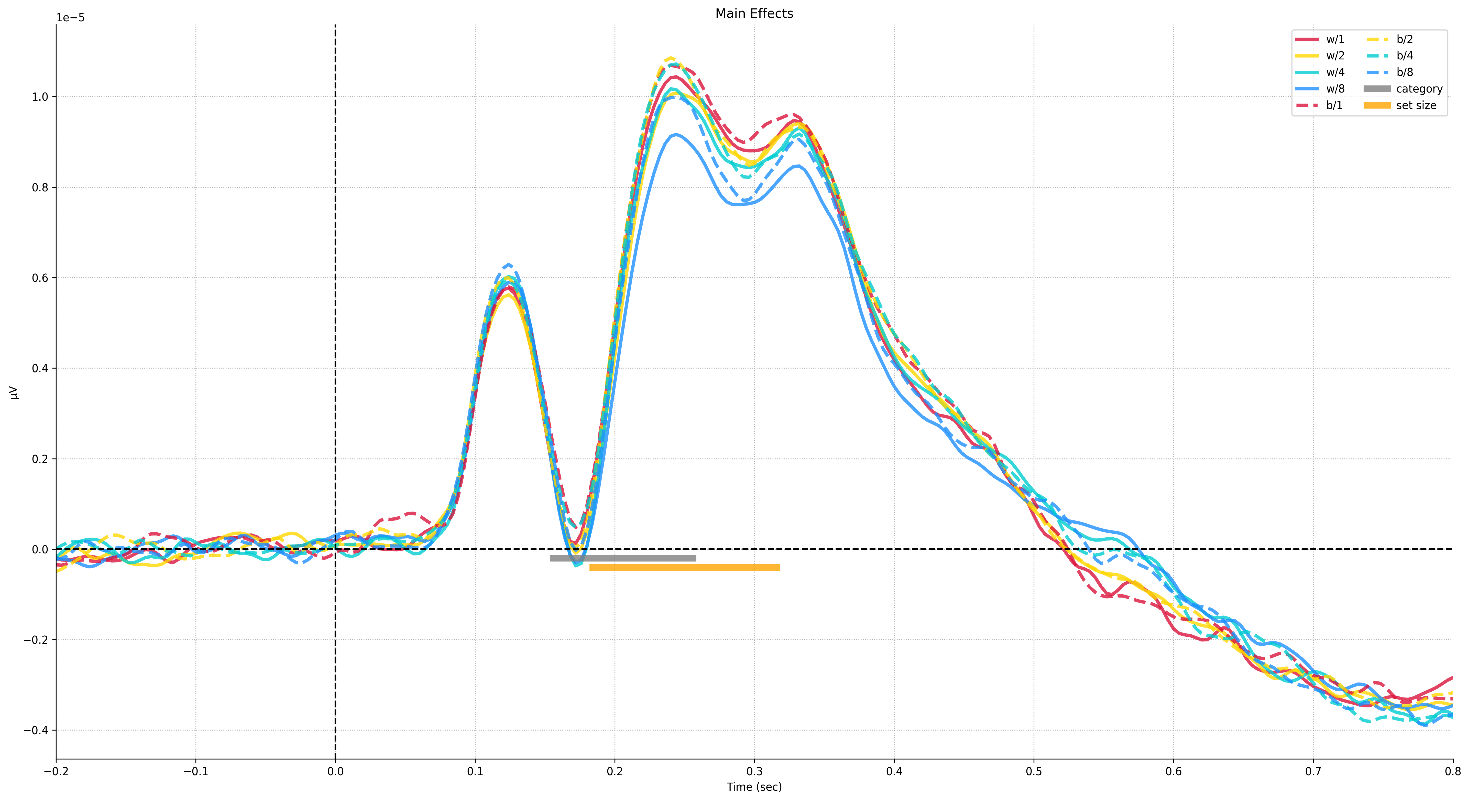 Main Effects
1e−5
1.0
0.8
0.6
0.4
0.2
0.0
−0.2
−0.4
μV
−0.2 −0.1 0.0 0.1 0.2 0.3 0.4 0.5 0.6 0.7 0.8
Time (sec)
w/1 b/2
w/2 b/4
w/4 b/8
w/8 category
b/1 set size